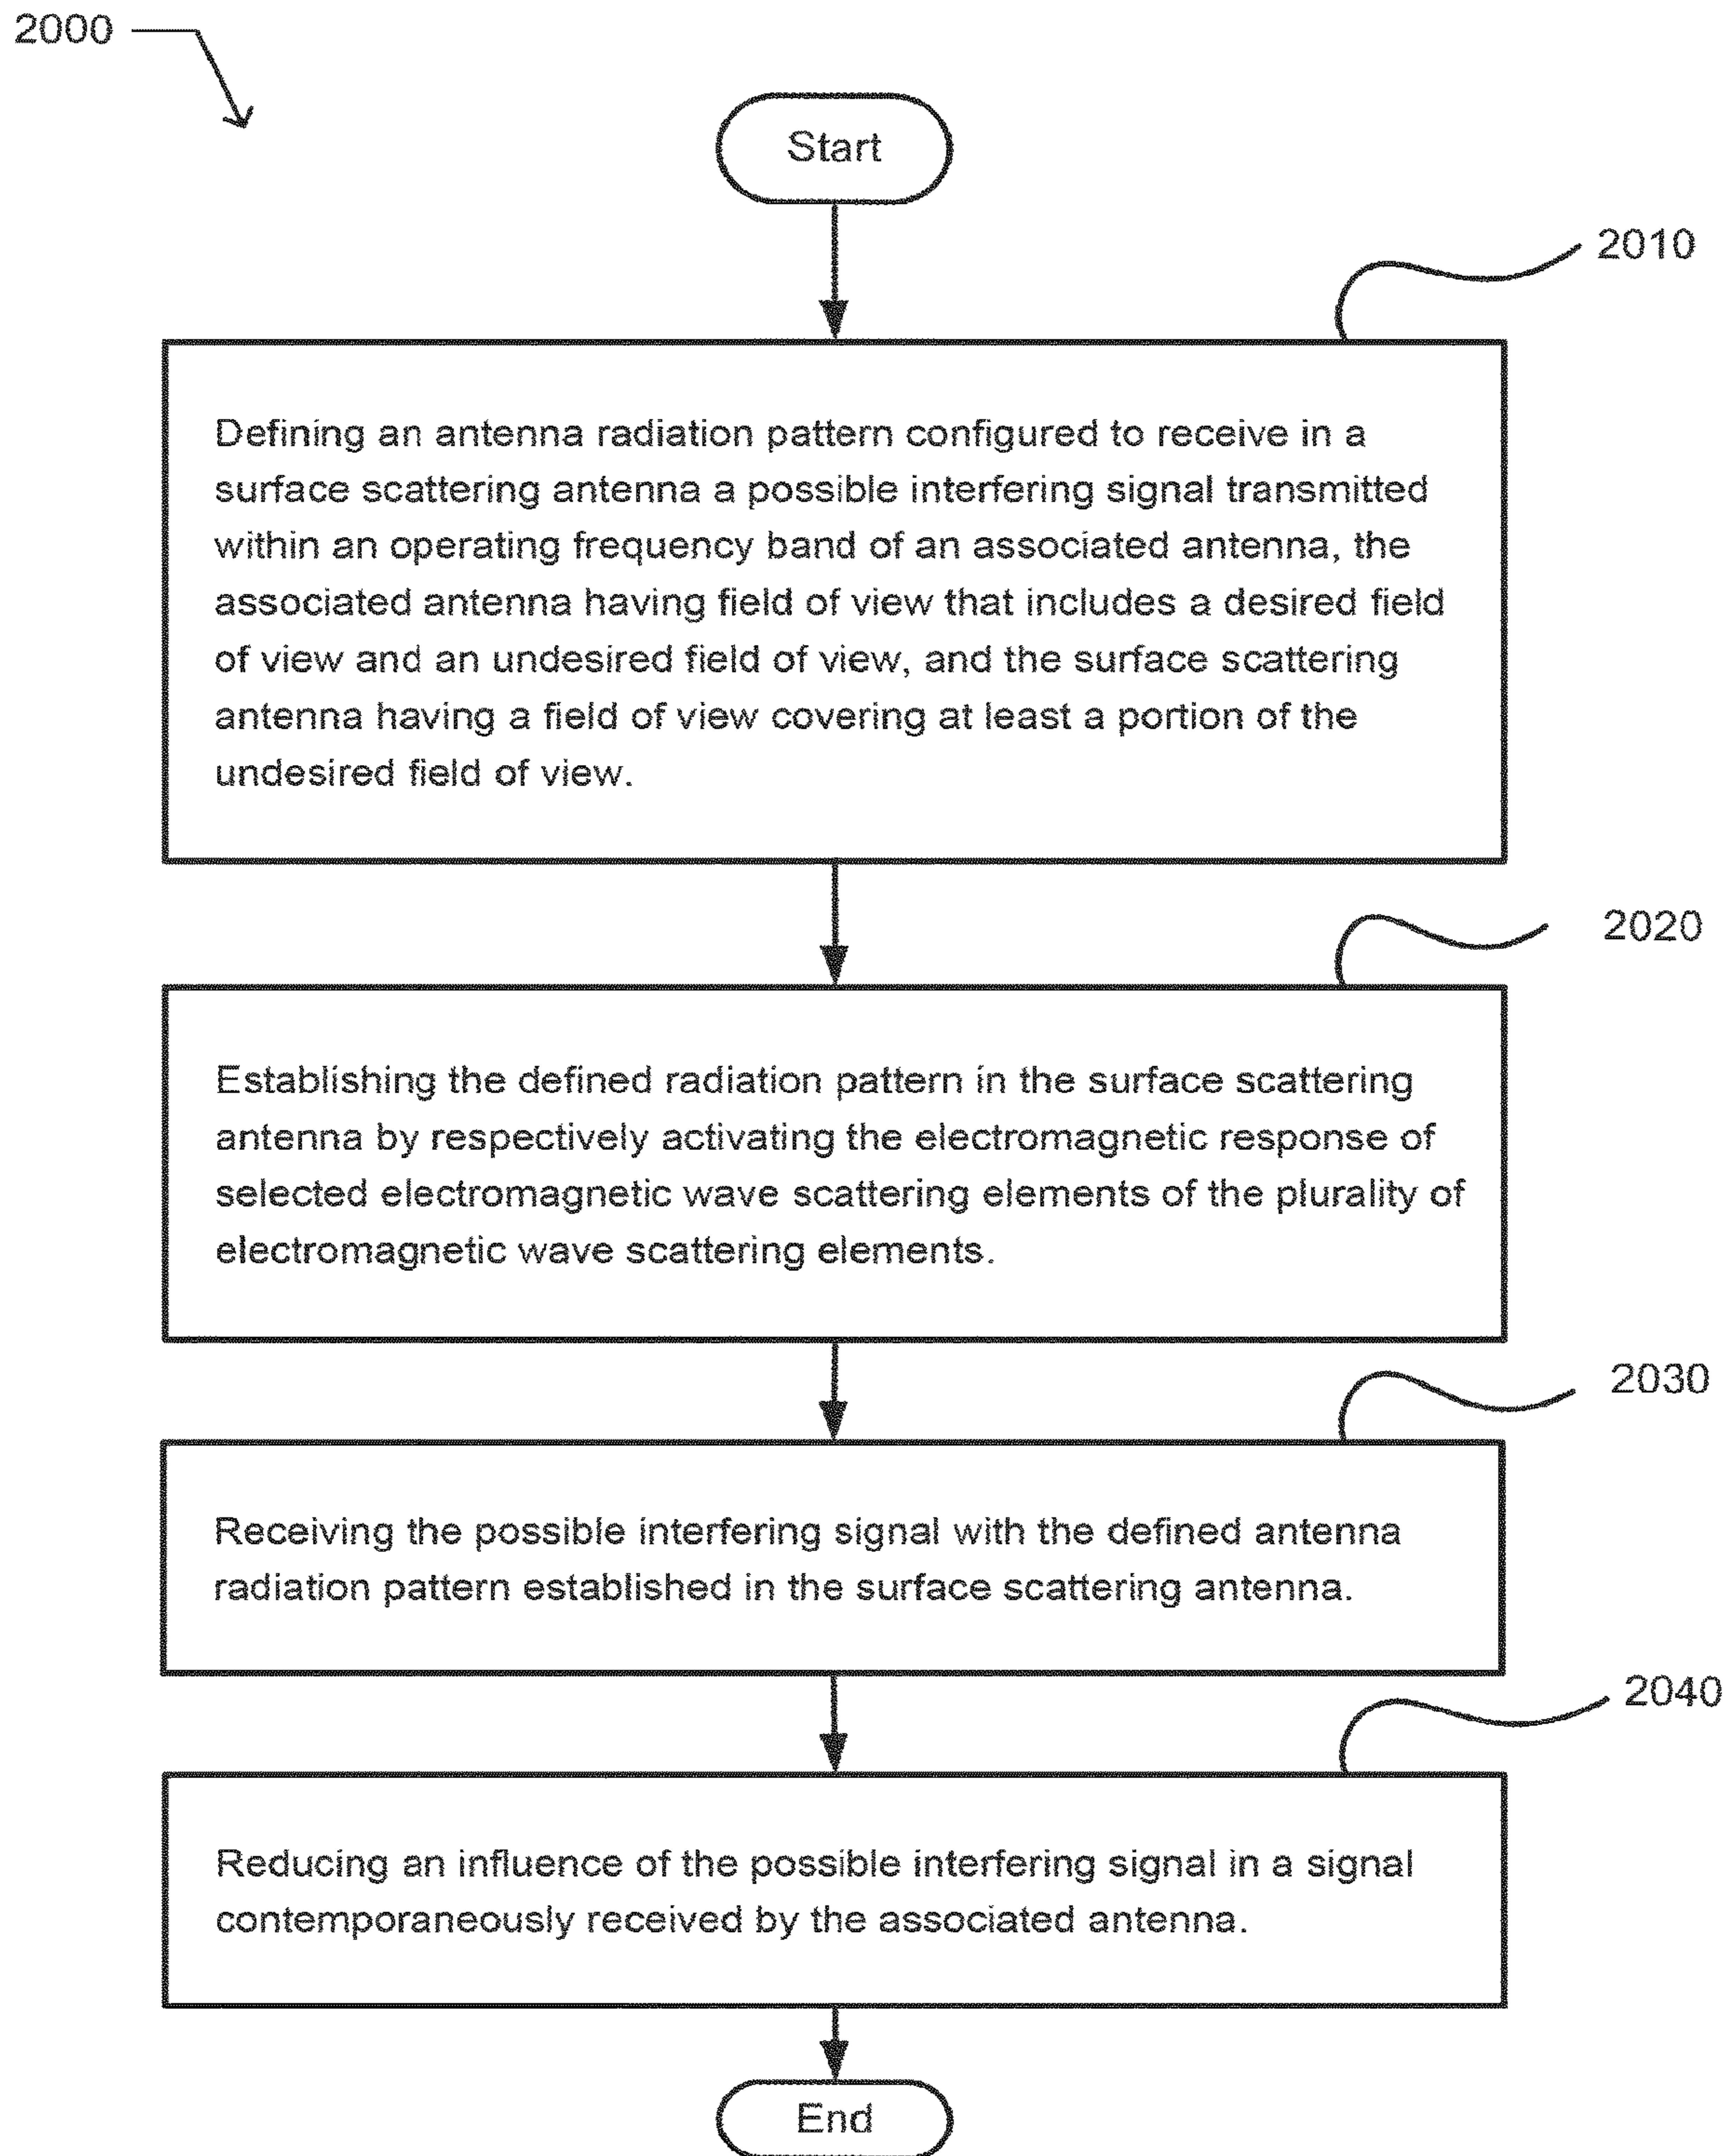 2000
Start
2010
Defining an antenna radiation pattern configured to receive in a
surface scattering antenna a possible interfering signal transmitted
within an operating frequency band of an associated antenna, the
associated antenna having field of view that includes a desired field
of view and an undesired field of view, and the surface scattering
antenna having a field of view covering at least a portion of the
undesired field of view.
2020
Establishing the defined radiation pattern in the surface scattering
antenna by respectively activating the electromagnetic response of
selected electromagnetic wave scattering elements of the plurality of
electromagnetic wave scattering elements.
2030
Receiving the possible interfering signal with the defined antenna
radiation pattern established in the surface scattering antenna.
2040
Reducing an influence of the possible interfering signal in a signal
contemporaneously received by the associated antenna.
End